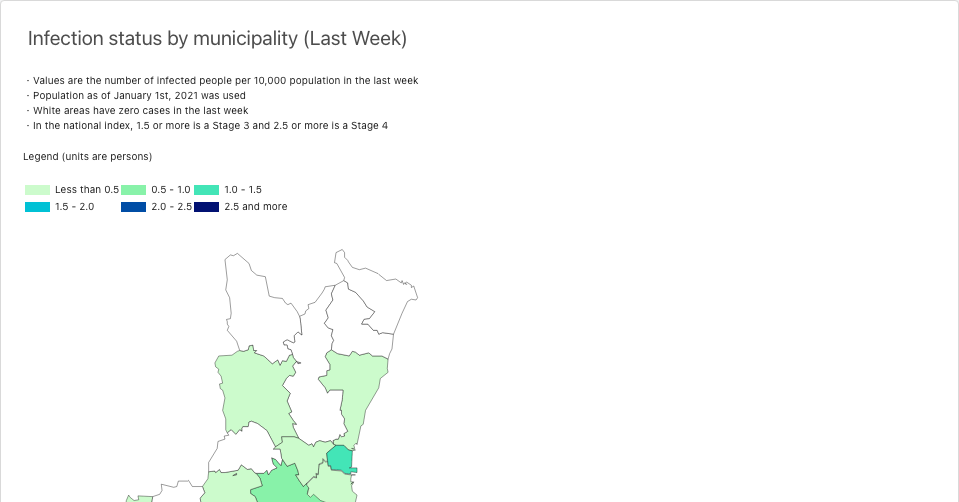 Infection status by municipality (Last Week)
· Values are the number of infected people per 10,000 population in the last week
· Population as of January 1st, 2021 was used
· White areas have zero cases in the last week
· In the national index, 1.5 or more is a Stage 3 and 2.5 or more is a Stage 4
Legend (units are persons)
Less than 0.5 0.5 - 1.0 1.0 - 1.5
1.5 - 2.0 2.0 - 2.5 2.5 and more